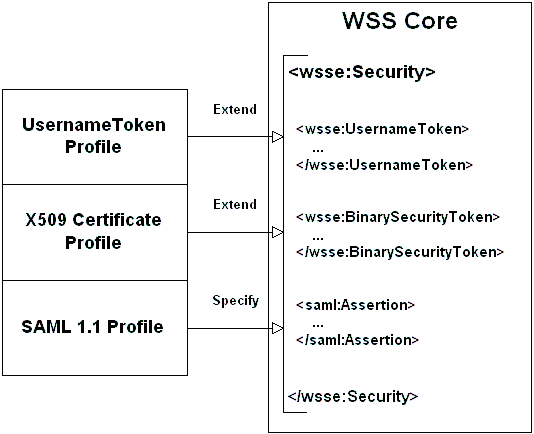 WSS Core
<wsse:Security>
UsernameToken
Profile
Extend
<wsse:UsernameToken>
...
</wsse:UsernameToken>
X509 Certificate
Profile
Extend
<wsse:BinarySecurityToken>
...
</wsse:BinarySecurityToken>
SAML 1.1 Profile
Specify
<saml:Assertion>
...
</saml:Assertion>
</wsse:Security>